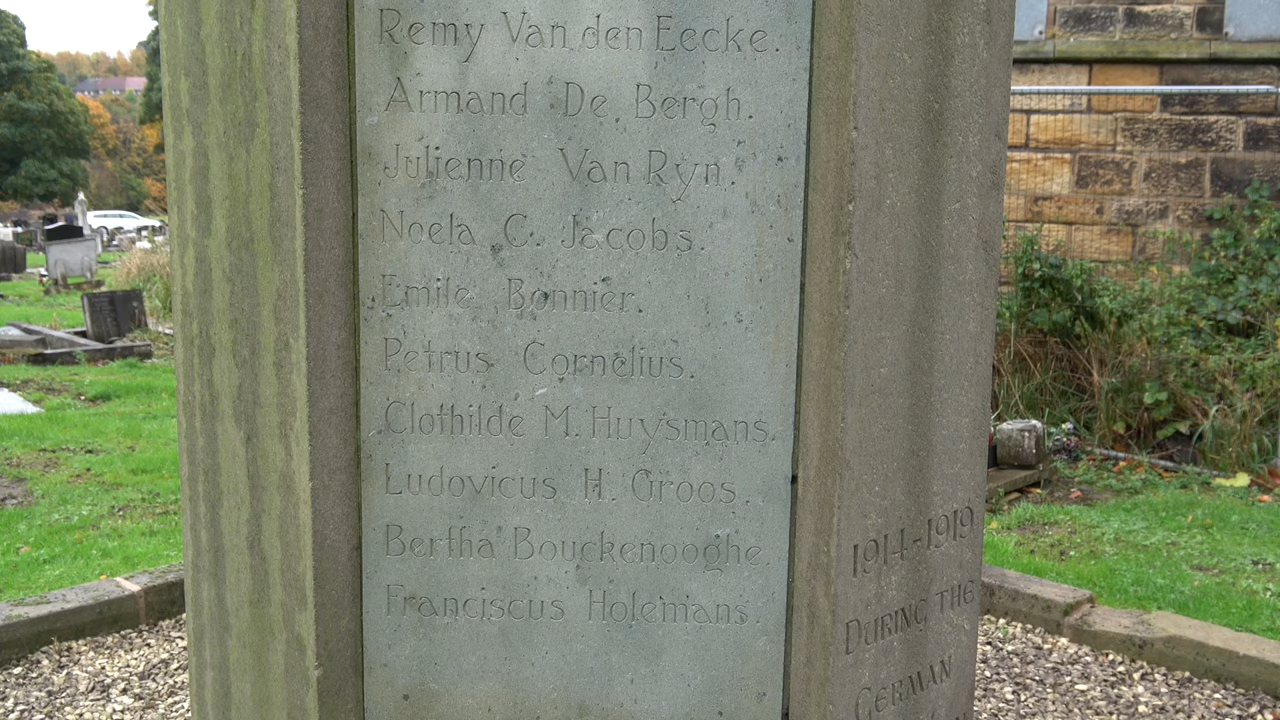 Remy Van den Eecke.
Armand De Bergh.
Julienne Van Ryn.
Noela C. Jacobs.
Emile Bonnier.
Petrus Cornelius.
Clothilde M. Huysmans.
Ludovicus H. Groos.
Bertha Bouckenooghe.
Franciscus Holemans.
1914-1919
DURING THE
GERMAN